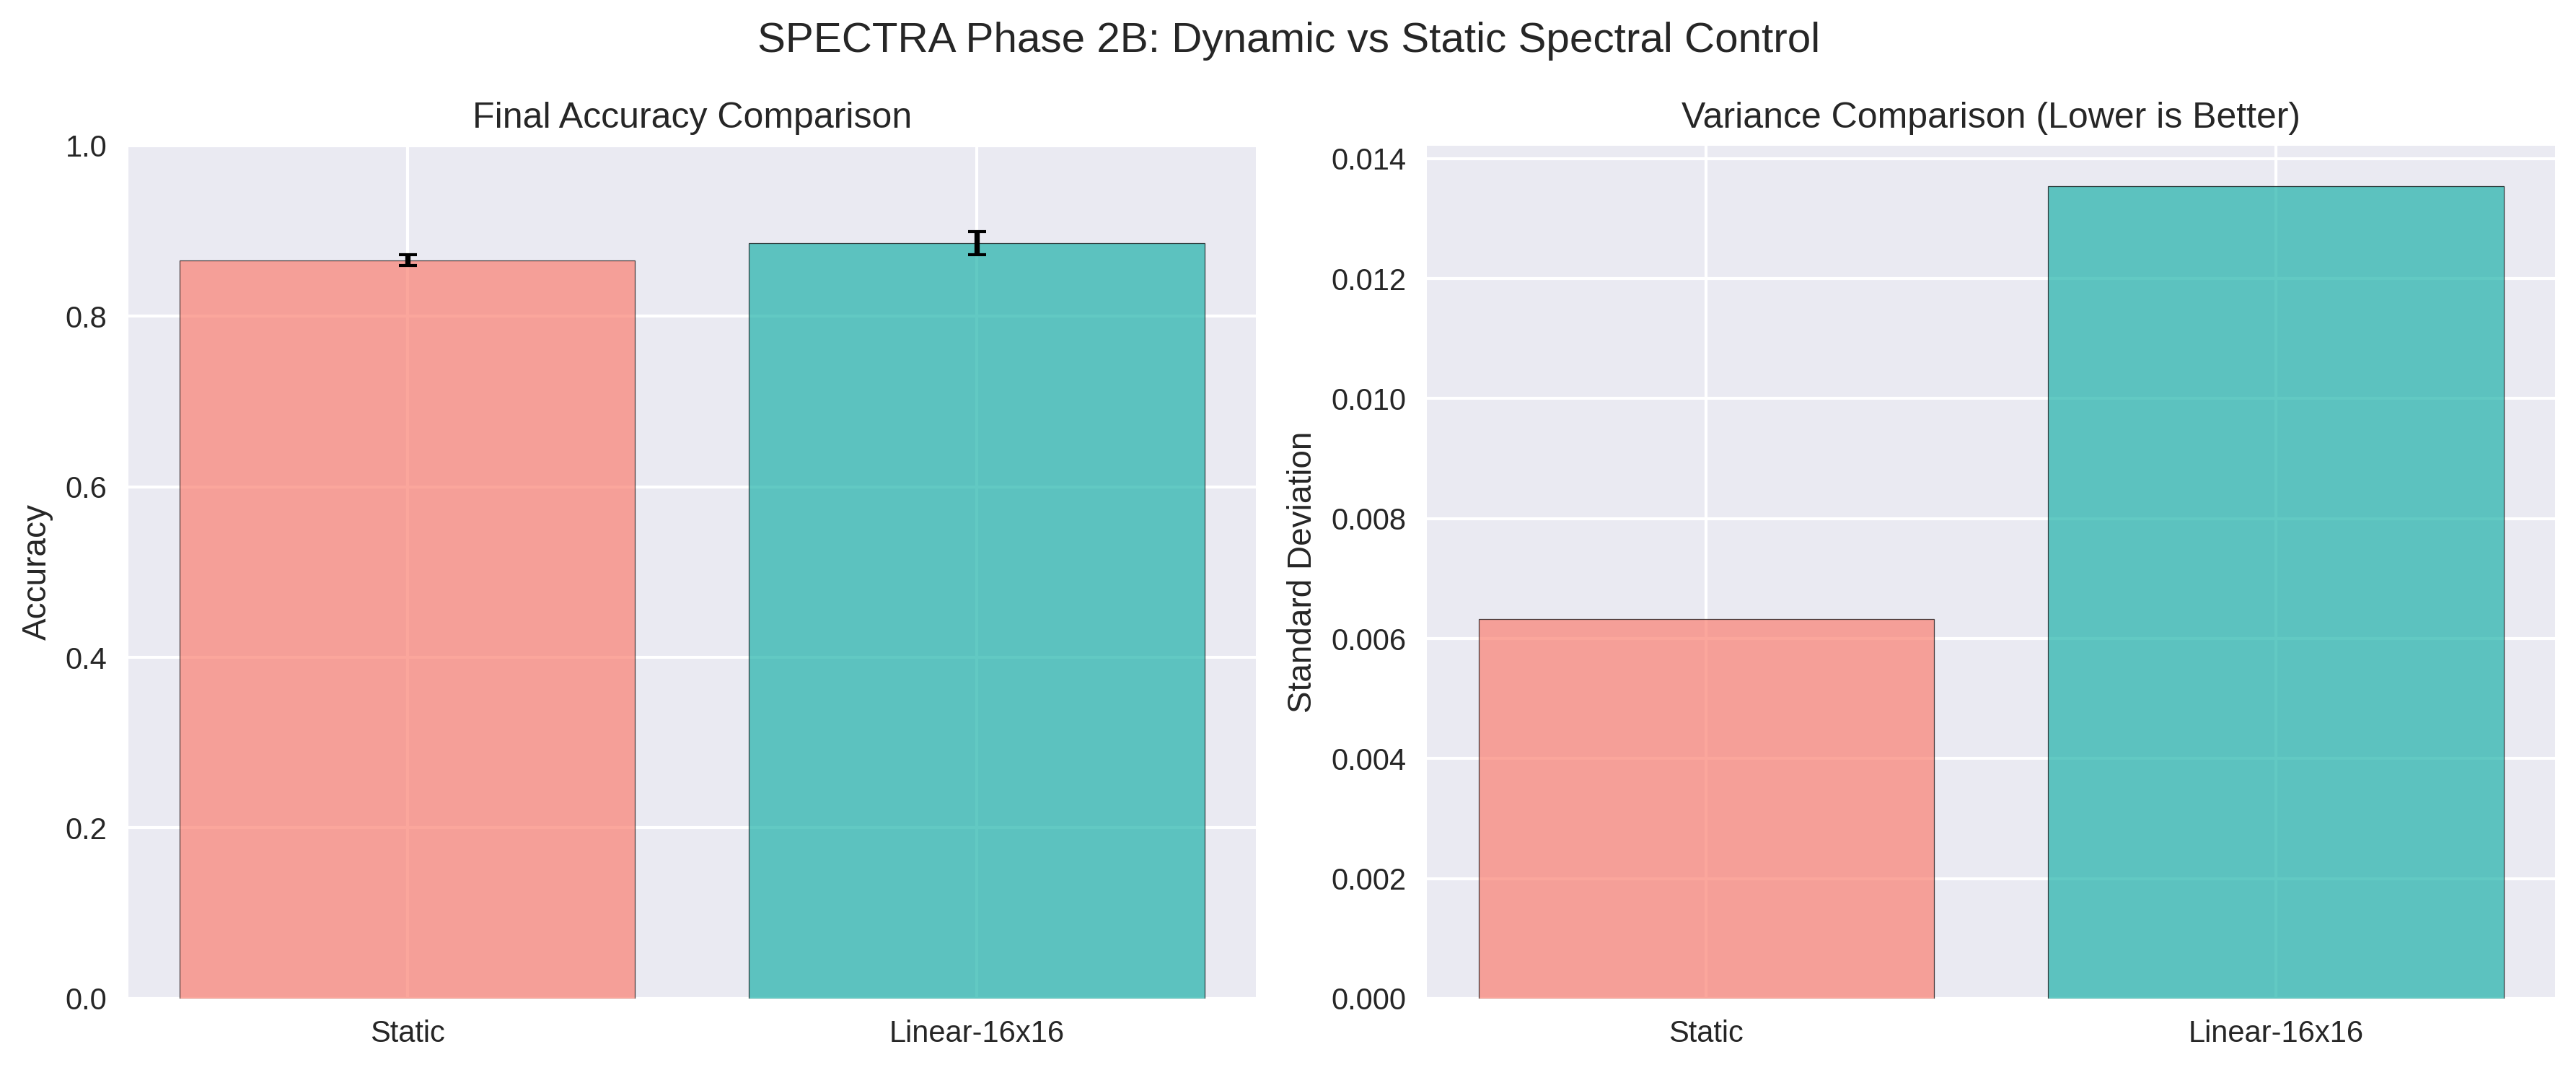 SPECTRA Phase 2B: Dynamic vs Static Spectral Control
Final Accuracy Comparison
Accuracy
1.0
0.8
0.6
0.4
0.2
0.0
Static
Linear-16x16
Variance Comparison (Lower is Better)
Standard Deviation
0.014
0.012
0.010
0.008
0.006
0.004
0.002
0.000
Static
Linear-16x16